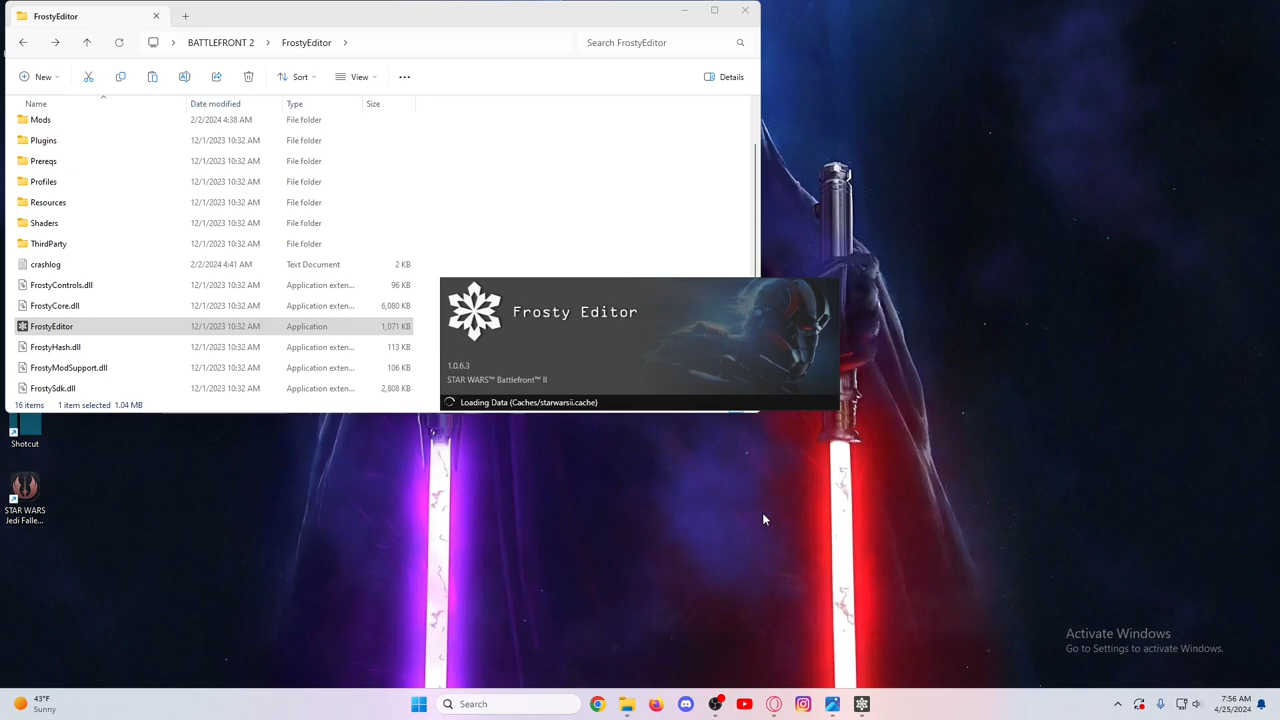 FrostyEditor
BATTLEFRONT 2 FrostyEditor Search FrostyEditor
New Sort View Details
Name Date modified Type Size
Mods 2/2/2024 4:38 AM File folder
Plugins 12/1/2023 10:32 AM File folder
Prereqs 12/1/2023 10:32 AM File folder
Profiles 12/1/2023 10:32 AM File folder
Resources 12/1/2023 10:32 AM File folder
Shaders 12/1/2023 10:32 AM File folder
ThirdParty 12/1/2023 10:32 AM File folder
crashlog 2/2/2024 4:41 AM Text Document 2 KB
FrostyControls.dll 12/1/2023 10:32 AM Application exten... 96 KB
FrostyCore.dll 12/1/2023 10:32 AM Application exten... 6,080 KB
FrostyEditor 12/1/2023 10:32 AM Application 1,071 KB
FrostyHash.dll 12/1/2023 10:32 AM Application exten... 113 KB
FrostyModSupport.dll 12/1/2023 10:32 AM Application exten... 106 KB
FrostySdk.dll 12/1/2023 10:32 AM Application exten... 2,808 KB
16 items 1 item selected 1.04 MB
Frosty Editor
1.0.6.3
STAR WARS™ Battlefront™ II
Loading Data (Caches/starwarsii.cache)
Shotcut
STAR WARS
Jedi Falle...
Activate Windows
Go to Settings to activate Windows.
43°F
Sunny
Search
7:56 AM
4/25/2024